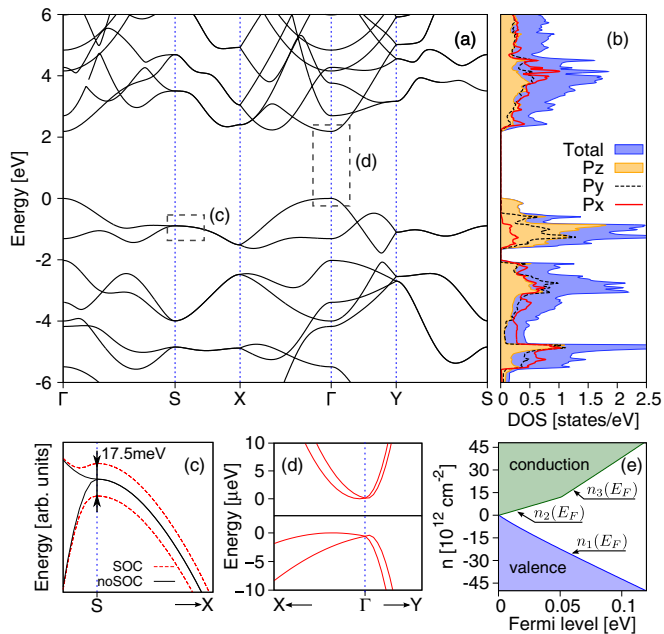 6
4
2
0
-2
-4
-6
Energy [eV]
(a)
(d)
(c)
Γ S X Γ Y S
(b)
Total
Pz
Py
Px
0 0.5 1.0 1.5 2.0 2.5
DOS [states/eV]
(c)
17.5meV
Energy [arb. units]
SOC
noSOC
S X
(d)
10
5
0
0
−5
−10
Energy [μeV]
X Γ Y
(e)
45
30
15
0
-15
-30
-45
n [10¹² cm⁻²]
conduction
n₃(E_F)
n₂(E_F)
n₁(E_F)
valence
0 0.05 0.1
Fermi level [eV]